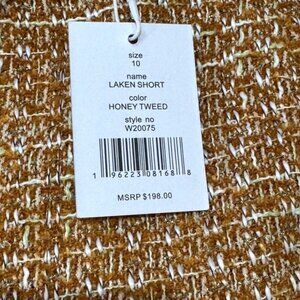 size
10
name
LAKEN SHORT
color
HONEY TWEED
style no
W20075
1 96223 08168 8
MSRP $198.00